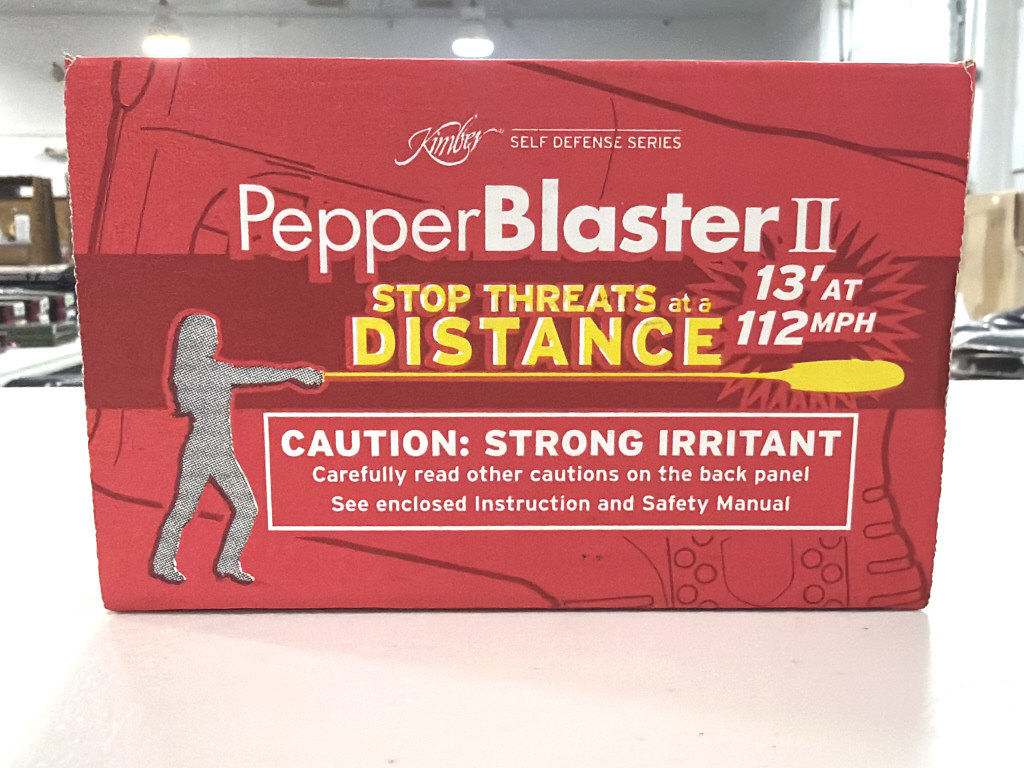 Kimber® SELF DEFENSE SERIES
PepperBlaster II
STOP THREATS at a
DISTANCE
13' AT
112 MPH
CAUTION: STRONG IRRITANT
Carefully read other cautions on the back panel
See enclosed Instruction and Safety Manual